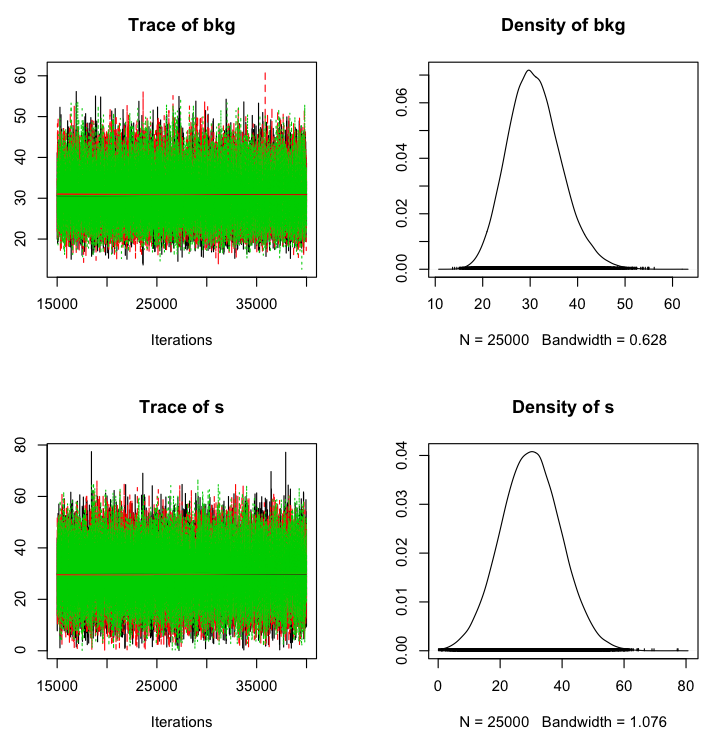 Trace of bkg
60
50
40
30
20
15000 25000 35000
Iterations
Density of bkg
0.06
0.04
0.02
0.00
10 20 30 40 50 60
N = 25000 Bandwidth = 0.628
Trace of s
80
60
40
20
0
15000 25000 35000
Iterations
Density of s
0.04
0.03
0.02
0.01
0.00
0 20 40 60 80
N = 25000 Bandwidth = 1.076